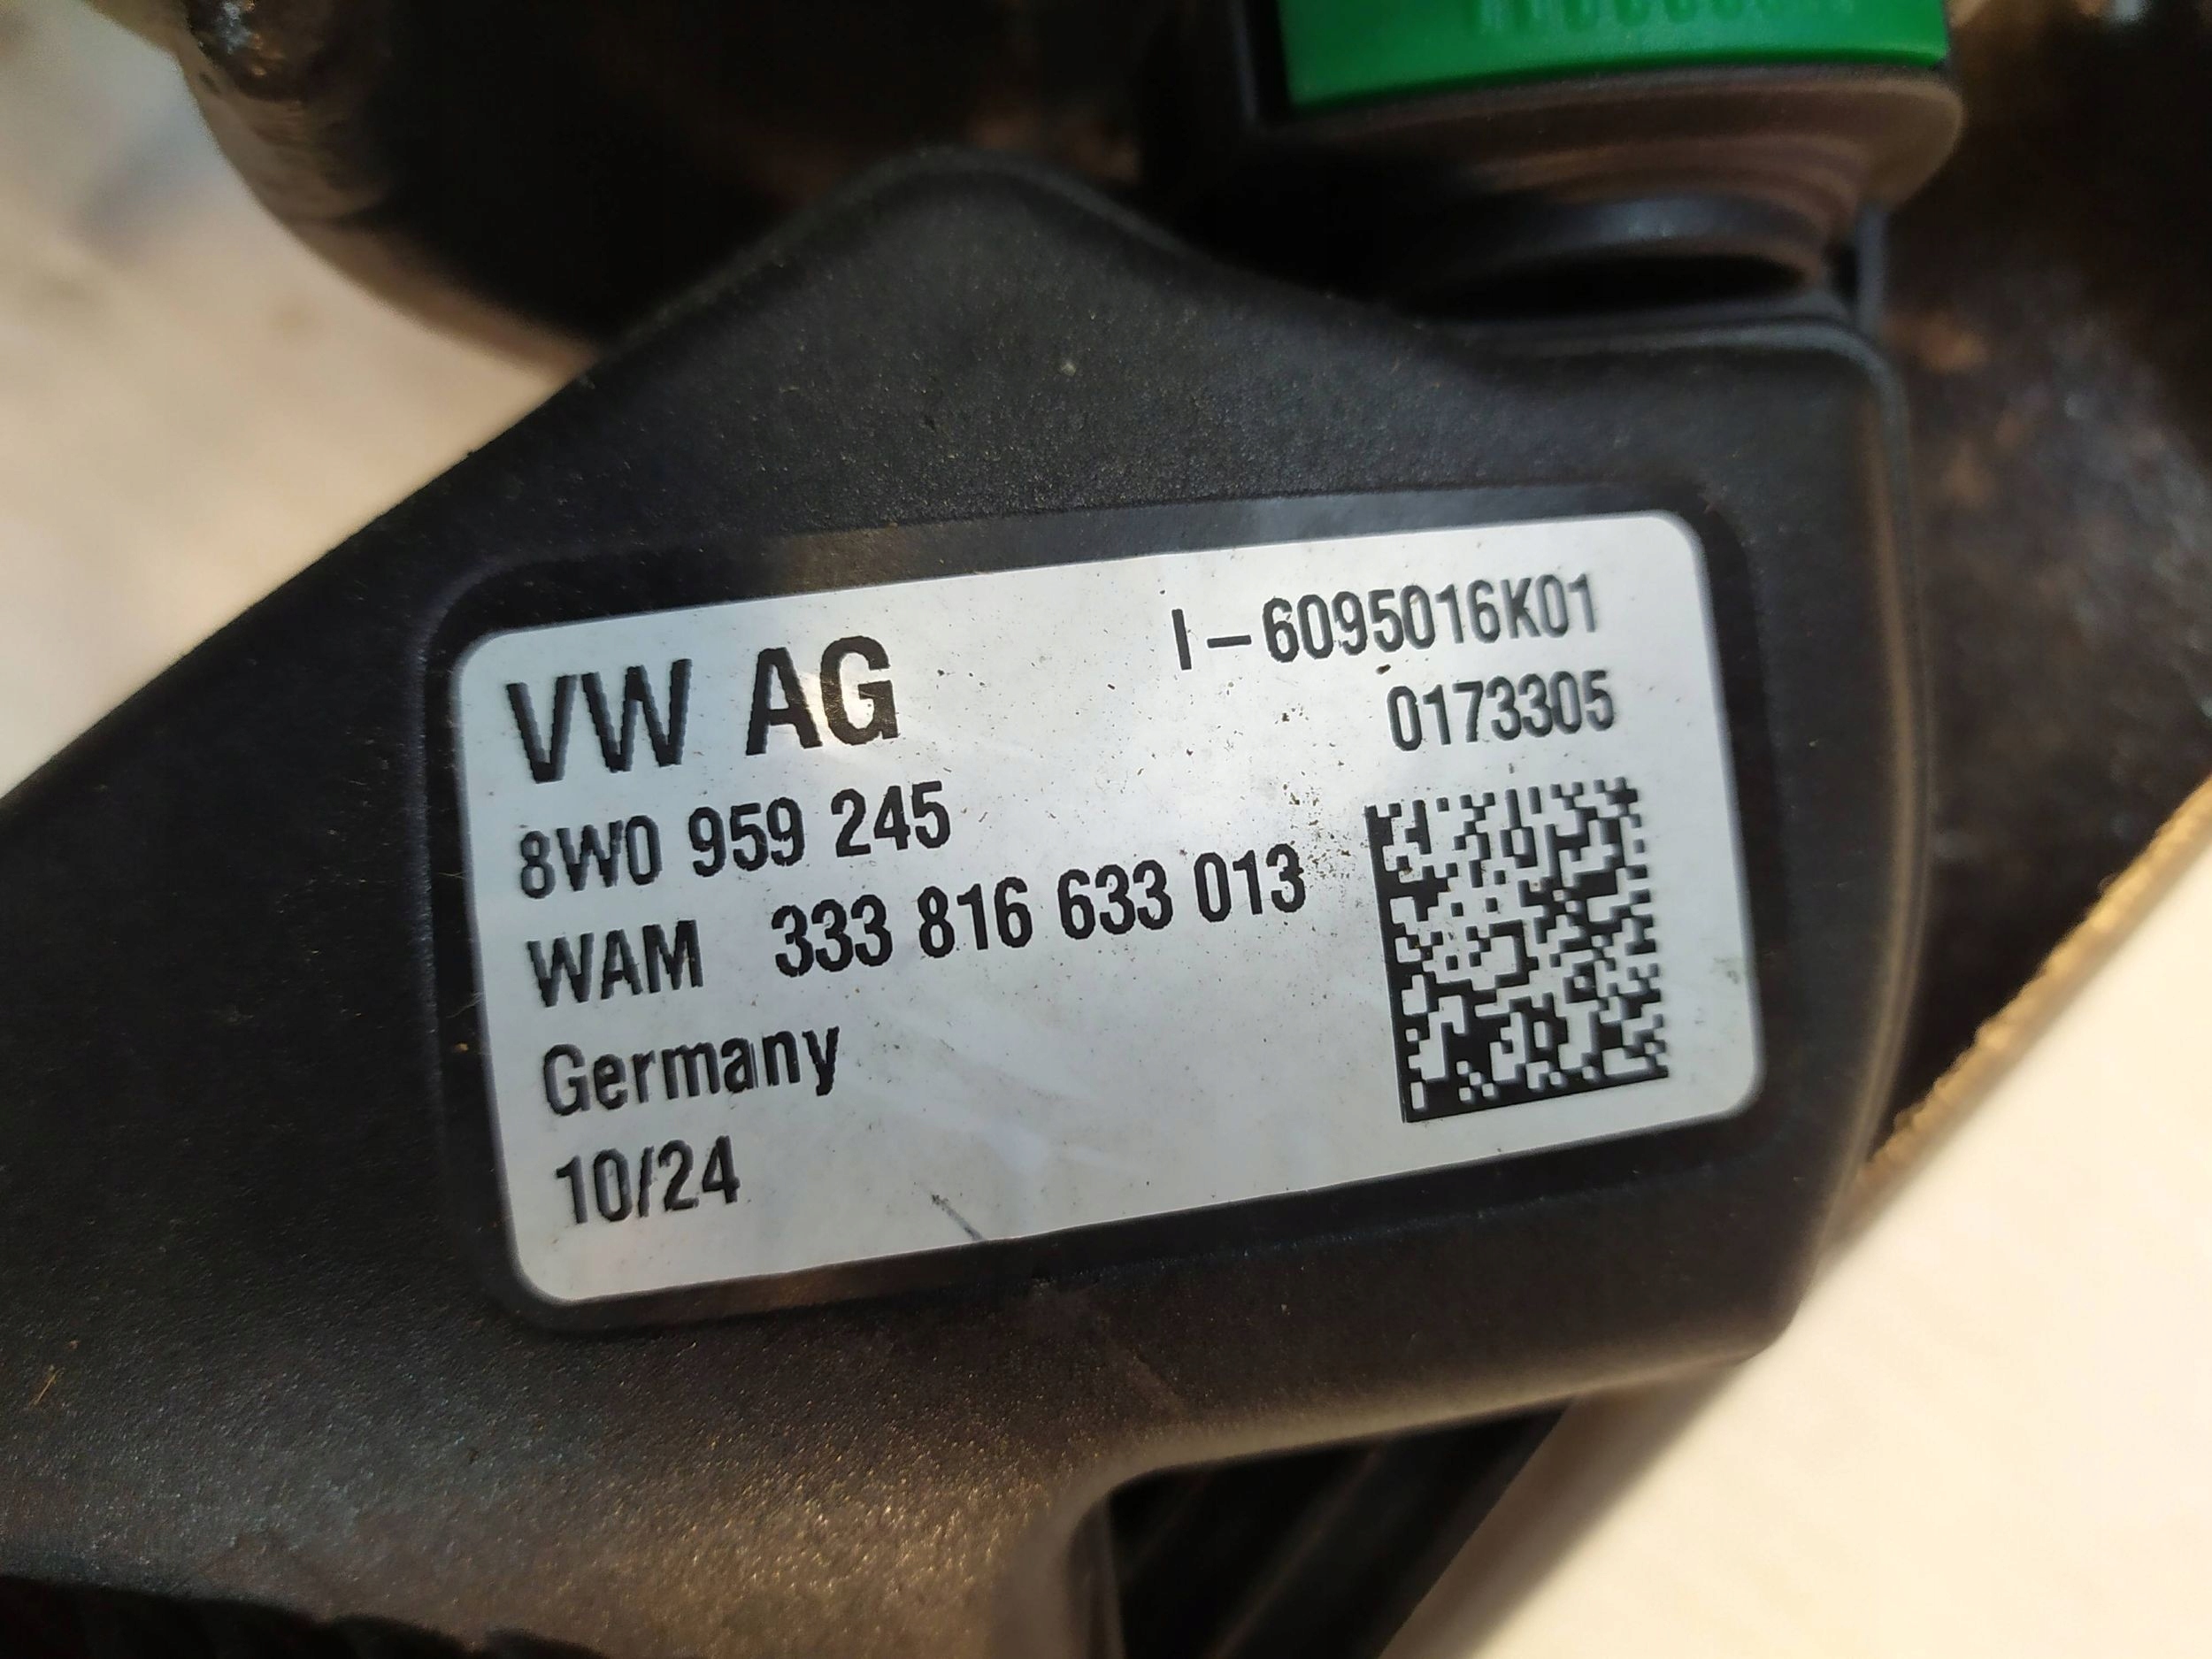 VW AG
I-6095016K01
0173305
8W0 959 245
WAM 333 816 633 013
Germany
10/24